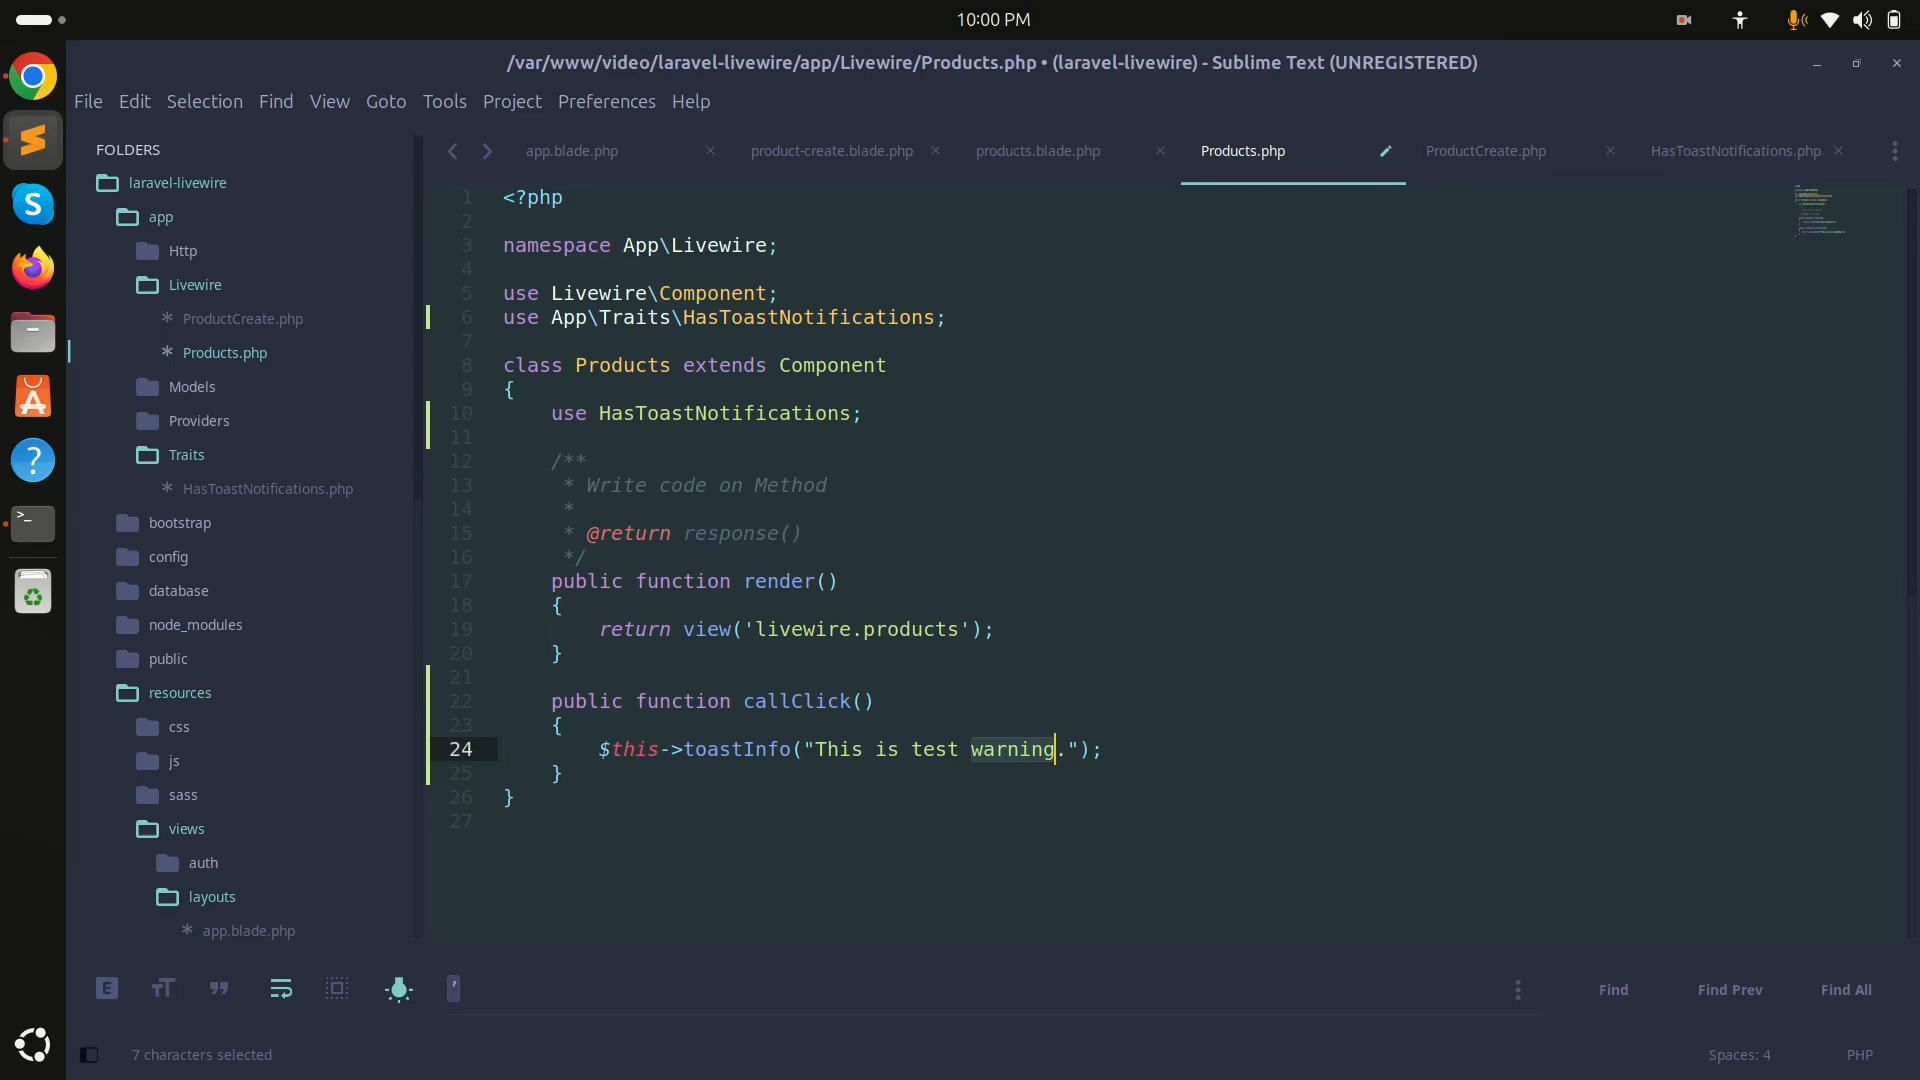 10:00 PM
/var/www/video/laravel-livewire/app/Livewire/Products.php • (laravel-livewire) - Sublime Text (UNREGISTERED)
File Edit Selection Find View Goto Tools Project Preferences Help
FOLDERS
laravel-livewire
app
Http
Livewire
* ProductCreate.php
* Products.php
Models
Providers
Traits
* HasToastNotifications.php
bootstrap
config
database
node_modules
public
resources
css
js
sass
views
auth
layouts
* app.blade.php
app.blade.php product-create.blade.php products.blade.php Products.php ProductCreate.php HasToastNotifications.php
1 <?php
2
3 namespace App\Livewire;
4
5 use Livewire\Component;
6 use App\Traits\HasToastNotifications;
7
8 class Products extends Component
9 {
10 use HasToastNotifications;
11
12 /**
13 * Write code on Method
14 *
15 * @return response()
16 */
17 public function render()
18 {
19 return view('livewire.products');
20 }
21
22 public function callClick()
23 {
24 $this->toastInfo("This is test warning.");
25 }
26 }
27
Find Find Prev Find All
7 characters selected
Spaces: 4 PHP